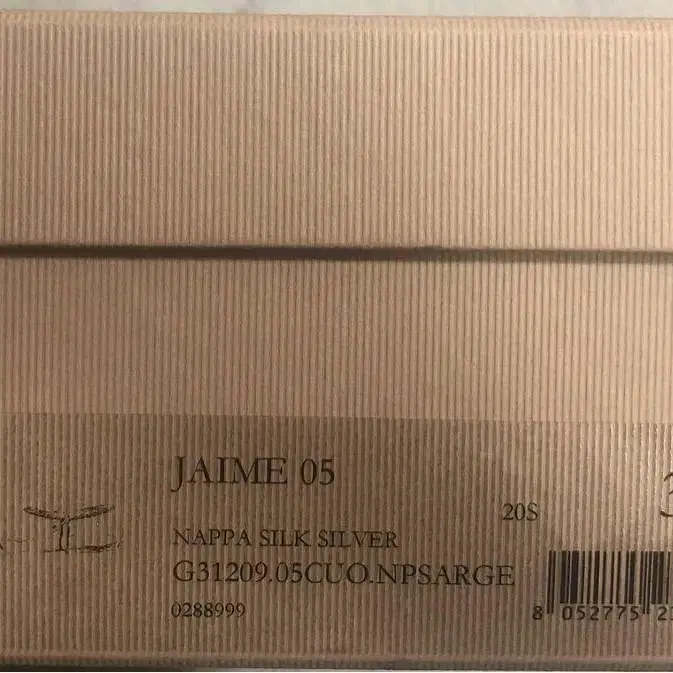 JAIME 05
20S
NAPPA SILK SILVER
G31209.05CUO.NPSARGE
0288999
8 052775